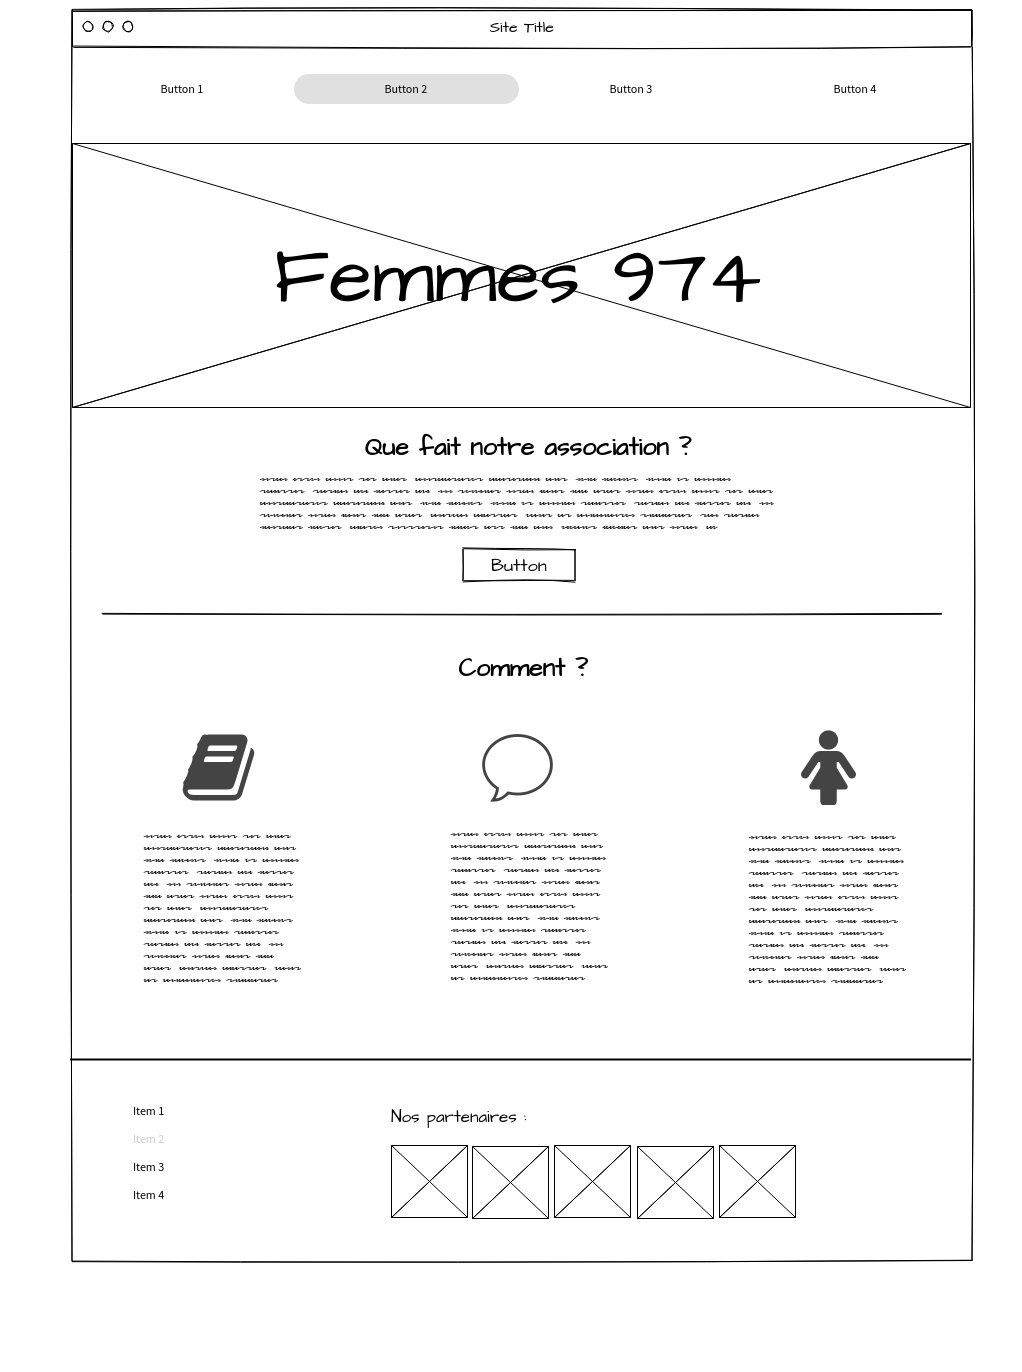 Site Title
Button 1
Button 2
Button 3
Button 4
Femmes 974
Que fait notre association ?
Button
Comment ?
Item 1
Item 2
Item 3
Item 4
Nos partenaires :